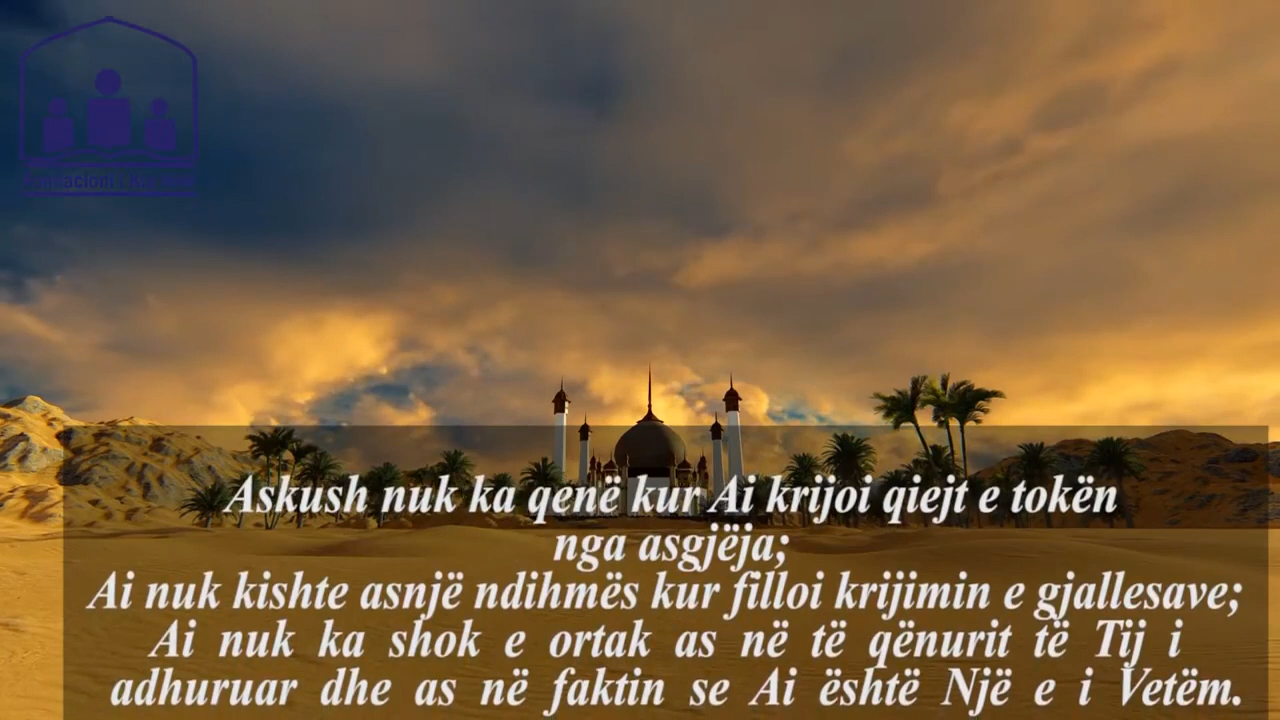 Askush nuk ka qenë kur Ai krijoi qiejt e tokën
nga asgjëja;
Ai nuk kishte asnjë ndihmës kur filloi krijimin e gjallesave;
Ai nuk ka shok e ortak as në të qënurit të Tij i
adhuruar dhe as në faktin se Ai është Një e i Vetëm.